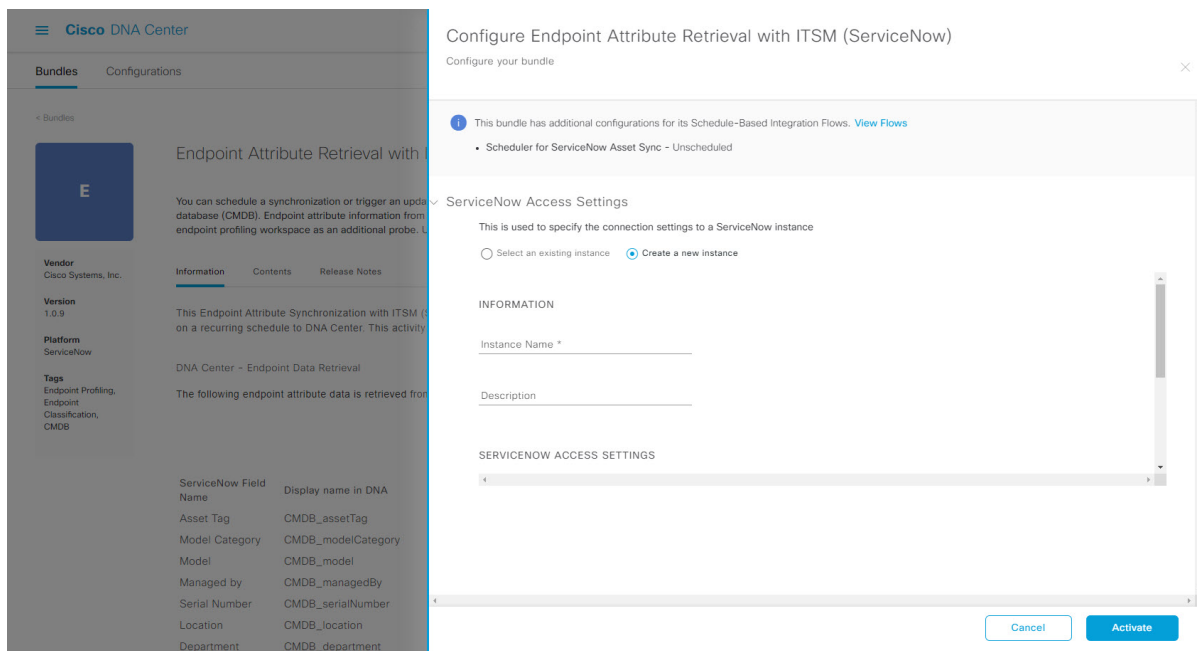 Cisco DNA Center
Bundles Configurations
< Bundles
E
Endpoint Attribute Retrieval with
You can schedule a synchronization or trigger an upda
database (CMDB). Endpoint attribute information from
endpoint profiling workspace as an additional probe. U
Vendor
Cisco Systems, Inc.
Version
1.0.9
Platform
ServiceNow
Tags
Endpoint Profiling,
Endpoint
Classification,
CMDB
Information Contents Release Notes
This Endpoint Attribute Synchronization with ITSM (
on a recurring schedule to DNA Center. This activity
DNA Center - Endpoint Data Retrieval
The following endpoint attribute data is retrieved from
ServiceNow Field
Name
Display name in DNA
Asset Tag CMDB_assetTag
Model Category CMDB_modelCategory
Model CMDB_model
Managed by CMDB_managedBy
Serial Number CMDB_serialNumber
Location CMDB_location
Department CMDB_department
Configure Endpoint Attribute Retrieval with ITSM (ServiceNow)
Configure your bundle
This bundle has additional configurations for its Schedule-Based Integration Flows. View Flows
• Scheduler for ServiceNow Asset Sync - Unscheduled
ServiceNow Access Settings
This is used to specify the connection settings to a ServiceNow instance
Select an existing instance Create a new instance
INFORMATION
Instance Name *
Description
SERVICENOW ACCESS SETTINGS
Cancel Activate